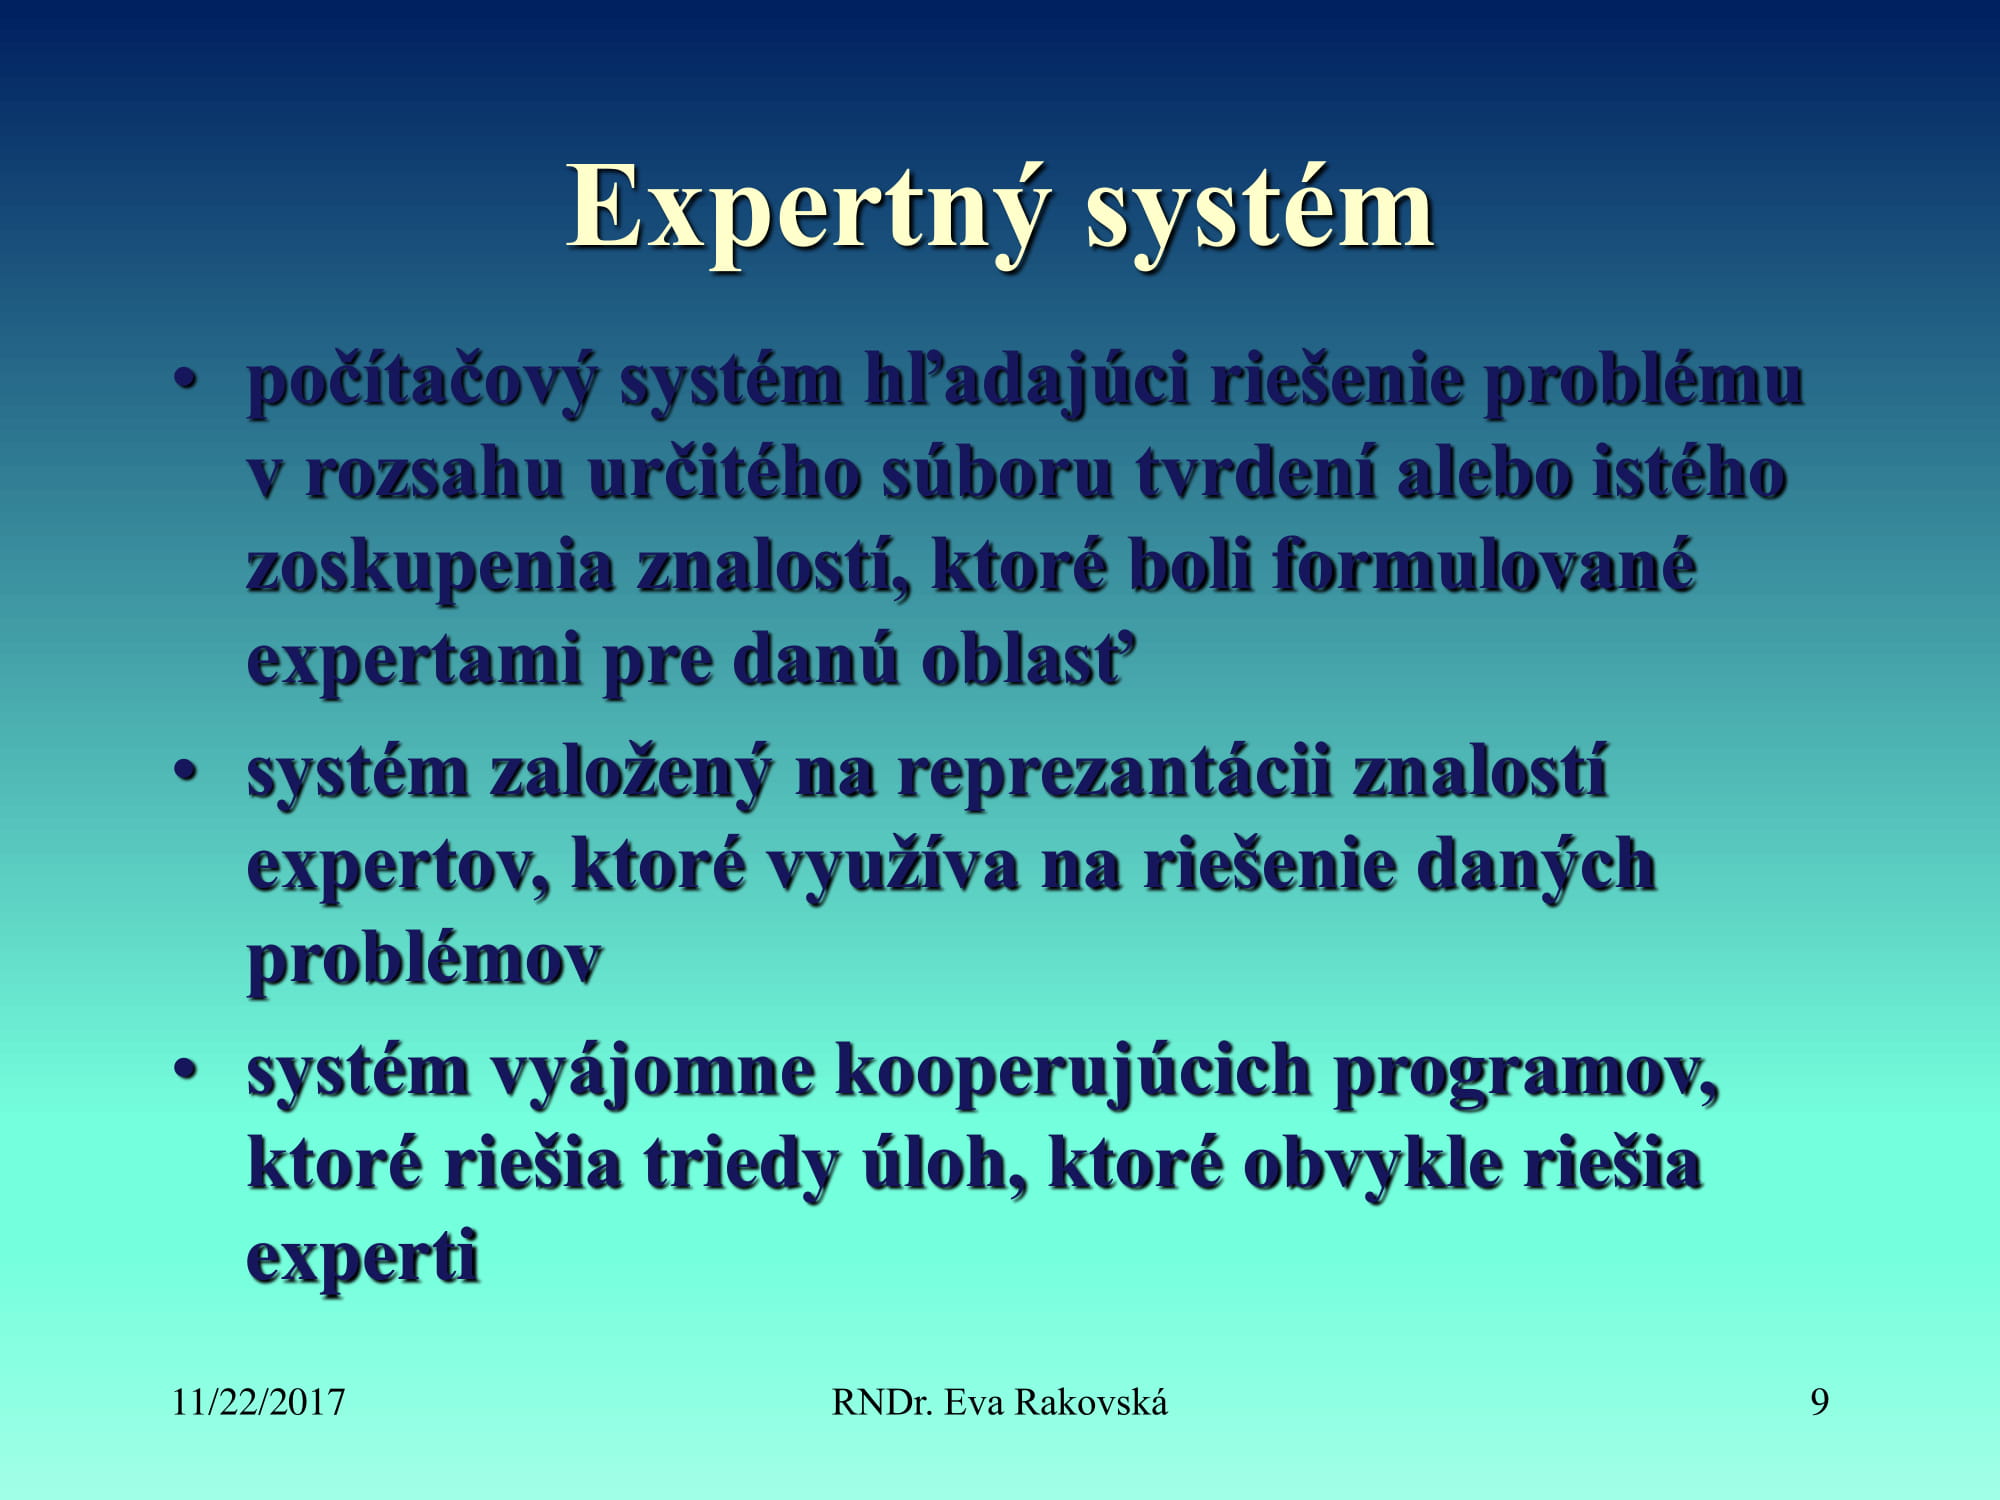 Expertný systém
• počítačový systém hľadajúci riešenie problému
v rozsahu určitého súboru tvrdení alebo istého
zoskupenia znalostí, ktoré boli formulované
expertami pre danú oblasť
• systém založený na reprezantácii znalostí
expertov, ktoré využíva na riešenie daných
problémov
• systém vyájomne kooperujúcich programov,
ktoré riešia triedy úloh, ktoré obvykle riešia
experti
11/22/2017
RNDr. Eva Rakovská
9